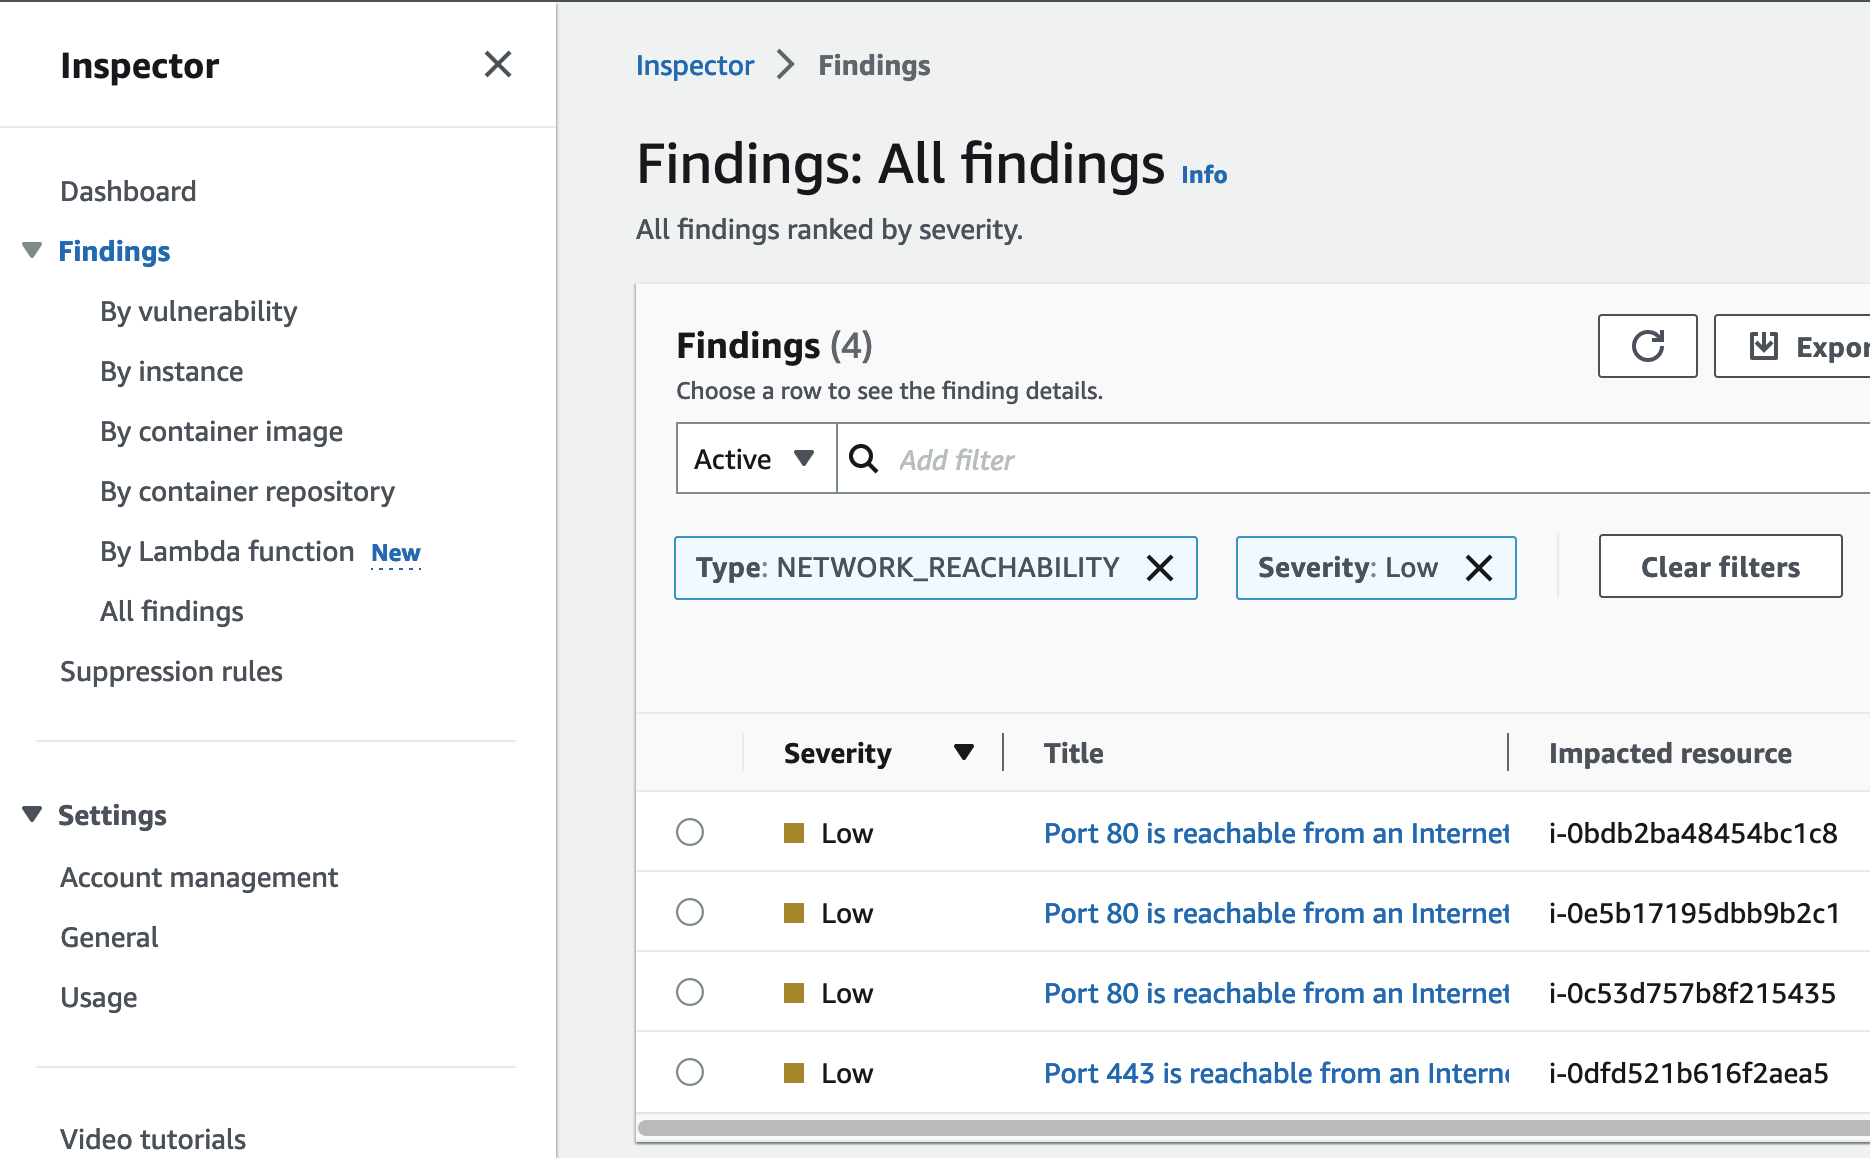 Inspector
Dashboard
Findings
By vulnerability
By instance
By container image
By container repository
By Lambda function New
All findings
Suppression rules
Settings
Account management
General
Usage
Video tutorials
Inspector > Findings
Findings: All findings Info
All findings ranked by severity.
Findings (4)
Choose a row to see the finding details.
Expor
Active
Add filter
Type: NETWORK_REACHABILITY
Severity: Low
Clear filters
Severity Title Impacted resource
Low Port 80 is reachable from an Internet i-0bdb2ba48454bc1c8
Low Port 80 is reachable from an Internet i-0e5b17195dbb9b2c1
Low Port 80 is reachable from an Internet i-0c53d757b8f215435
Low Port 443 is reachable from an Interne i-0dfd521b616f2aea5